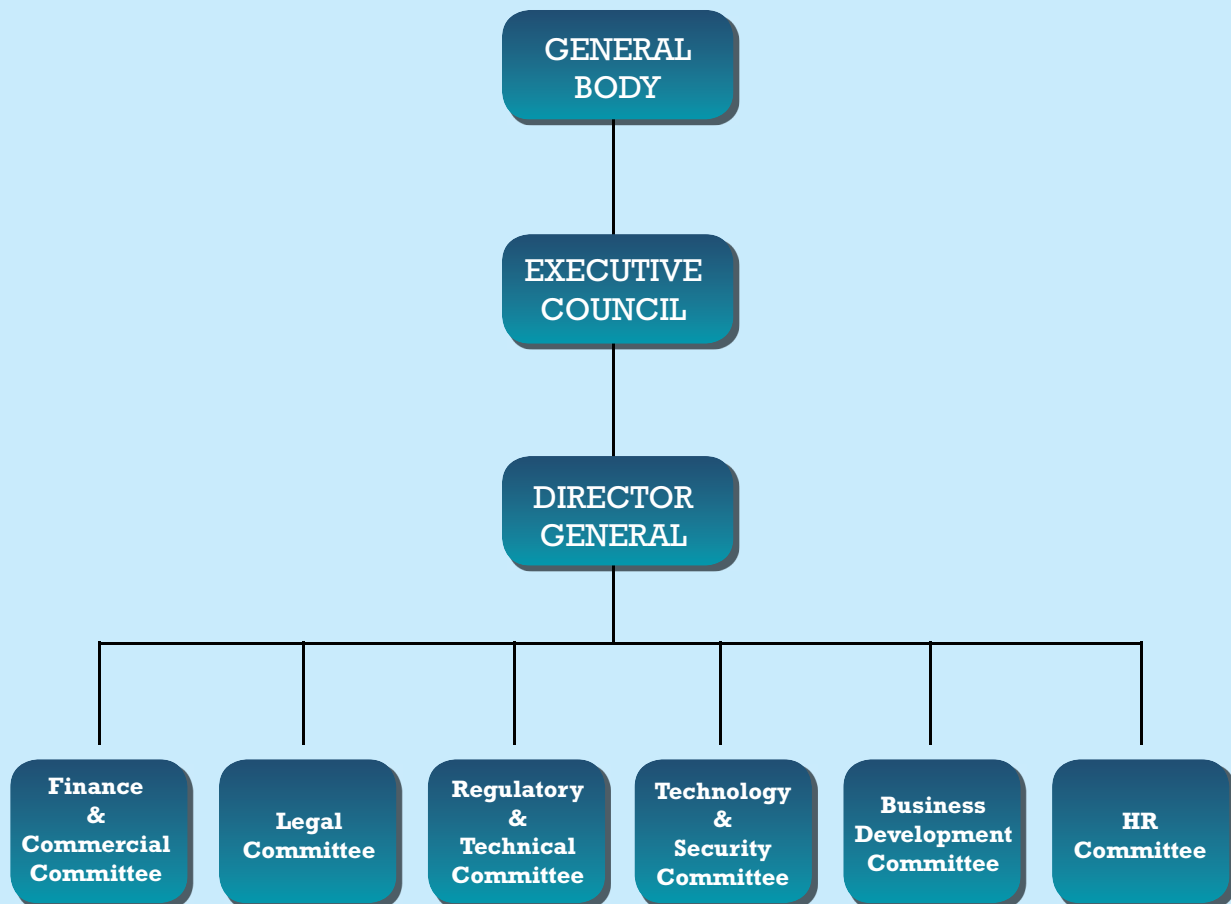 GENERAL
BODY
EXECUTIVE
COUNCIL
DIRECTOR
GENERAL
Finance
&
Commercial
Committee
Legal
Committee
Regulatory
&
Technical
Committee
Technology
&
Security
Committee
Business
Development
Committee
HR
Committee